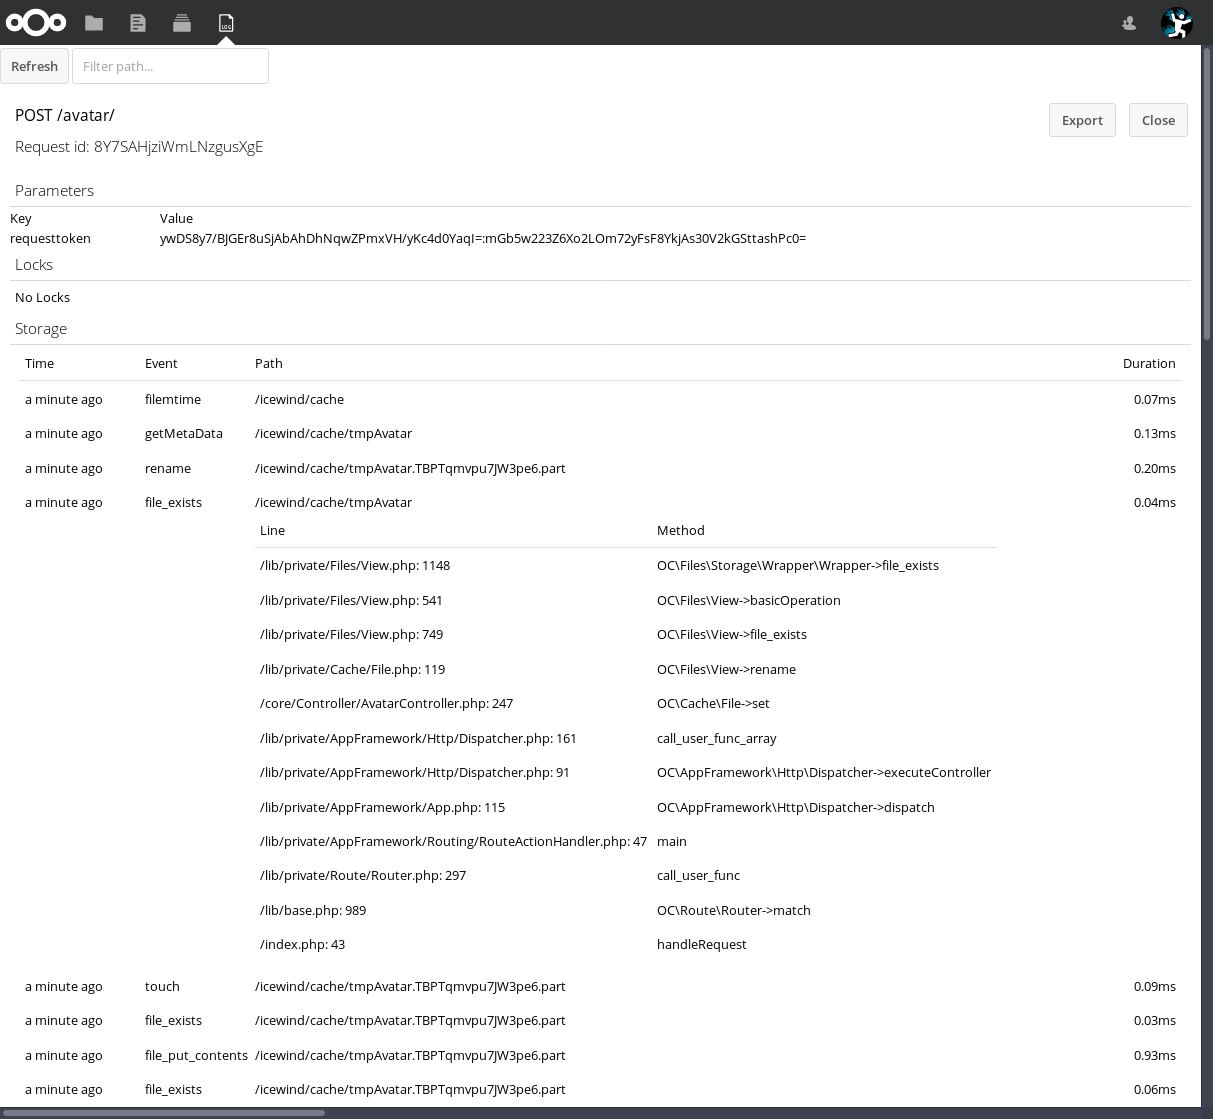 LOG
Refresh Filter path...
POST /avatar/ Export Close
Request id: 8Y7SAHjziWmLNzgusXgE
Parameters
Key Value
requesttoken ywDS8y7/BJGEr8uSjAbAhDhNqwZPmxVH/yKc4d0YaqI=:mGb5w223Z6Xo2LOm72yFsF8YkjAs30V2kGSttashPc0=
Locks
No Locks
Storage
Time Event Path Duration
a minute ago filemtime /icewind/cache 0.07ms
a minute ago getMetaData /icewind/cache/tmpAvatar 0.13ms
a minute ago rename /icewind/cache/tmpAvatar.TBPTqmvpu7JW3pe6.part 0.20ms
a minute ago file_exists /icewind/cache/tmpAvatar 0.04ms
Line Method
/lib/private/Files/View.php: 1148 OC\Files\Storage\Wrapper\Wrapper->file_exists
/lib/private/Files/View.php: 541 OC\Files\View->basicOperation
/lib/private/Files/View.php: 749 OC\Files\View->file_exists
/lib/private/Cache/File.php: 119 OC\Files\View->rename
/core/Controller/AvatarController.php: 247 OC\Cache\File->set
/lib/private/AppFramework/Http/Dispatcher.php: 161 call_user_func_array
/lib/private/AppFramework/Http/Dispatcher.php: 91 OC\AppFramework\Http\Dispatcher->executeController
/lib/private/AppFramework/App.php: 115 OC\AppFramework\Http\Dispatcher->dispatch
/lib/private/AppFramework/Routing/RouteActionHandler.php: 47 main
/lib/private/Route/Router.php: 297 call_user_func
/lib/base.php: 989 OC\Route\Router->match
/index.php: 43 handleRequest
a minute ago touch /icewind/cache/tmpAvatar.TBPTqmvpu7JW3pe6.part 0.09ms
a minute ago file_exists /icewind/cache/tmpAvatar.TBPTqmvpu7JW3pe6.part 0.03ms
a minute ago file_put_contents /icewind/cache/tmpAvatar.TBPTqmvpu7JW3pe6.part 0.93ms
a minute ago file_exists /icewind/cache/tmpAvatar.TBPTqmvpu7JW3pe6.part 0.06ms